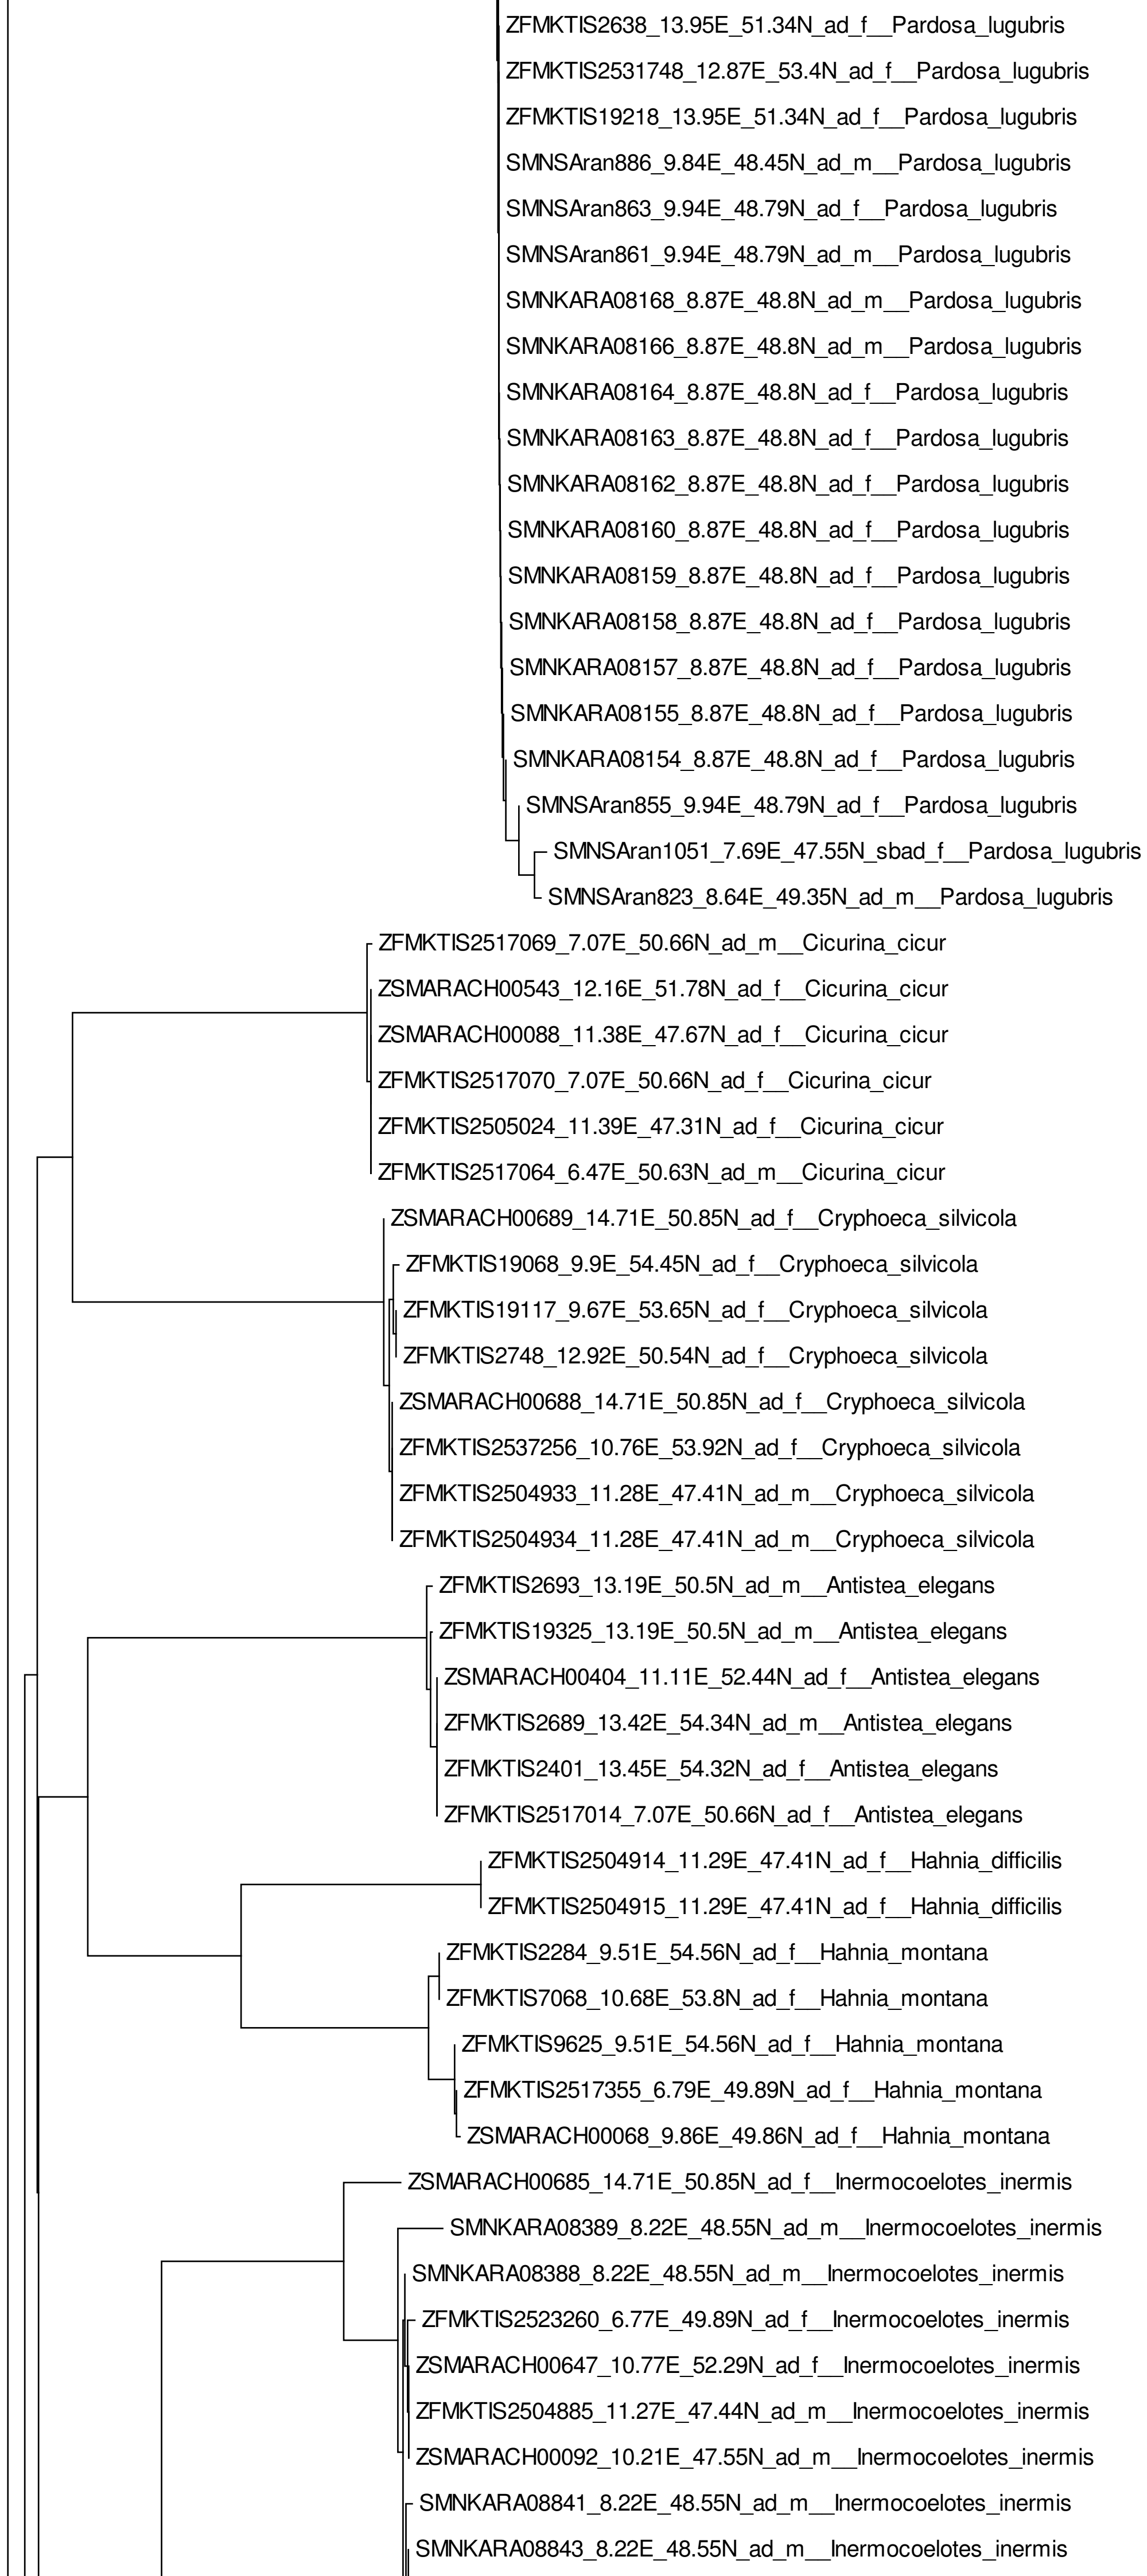 ZFMKTIS2638_13.95E_51.34N_ad_f__Pardosa_lugubris
ZFMKTIS2531748_12.87E_53.4N_ad_f__Pardosa_lugubris
ZFMKTIS19218_13.95E_51.34N_ad_f__Pardosa_lugubris
SMNSAran886_9.84E_48.45N_ad_m__Pardosa_lugubris
SMNSAran863_9.94E_48.79N_ad_f__Pardosa_lugubris
SMNSAran861_9.94E_48.79N_ad_m__Pardosa_lugubris
SMNKARA08168_8.87E_48.8N_ad_m__Pardosa_lugubris
SMNKARA08166_8.87E_48.8N_ad_m__Pardosa_lugubris
SMNKARA08164_8.87E_48.8N_ad_f__Pardosa_lugubris
SMNKARA08163_8.87E_48.8N_ad_f__Pardosa_lugubris
SMNKARA08162_8.87E_48.8N_ad_f__Pardosa_lugubris
SMNKARA08160_8.87E_48.8N_ad_f__Pardosa_lugubris
SMNKARA08159_8.87E_48.8N_ad_f__Pardosa_lugubris
SMNKARA08158_8.87E_48.8N_ad_f__Pardosa_lugubris
SMNKARA08157_8.87E_48.8N_ad_f__Pardosa_lugubris
SMNKARA08155_8.87E_48.8N_ad_f__Pardosa_lugubris
SMNKARA08154_8.87E_48.8N_ad_f__Pardosa_lugubris
SMNSAran855_9.94E_48.79N_ad_f__Pardosa_lugubris
SMNSAran1051_7.69E_47.55N_sbad_f__Pardosa_lugubris
SMNSAran823_8.64E_49.35N_ad_m__Pardosa_lugubris
ZFMKTIS2517069_7.07E_50.66N_ad_m__Cicurina_cicur
ZSMARACH00543_12.16E_51.78N_ad_f__Cicurina_cicur
ZSMARACH00088_11.38E_47.67N_ad_f__Cicurina_cicur
ZFMKTIS2517070_7.07E_50.66N_ad_f__Cicurina_cicur
ZFMKTIS2505024_11.39E_47.31N_ad_f__Cicurina_cicur
ZFMKTIS2517064_6.47E_50.63N_ad_m__Cicurina_cicur
ZSMARACH00689_14.71E_50.85N_ad_f__Cryphoeca_silvicola
ZFMKTIS19068_9.9E_54.45N_ad_f__Cryphoeca_silvicola
ZFMKTIS19117_9.67E_53.65N_ad_f__Cryphoeca_silvicola
ZFMKTIS2748_12.92E_50.54N_ad_f__Cryphoeca_silvicola
ZSMARACH00688_14.71E_50.85N_ad_f__Cryphoeca_silvicola
ZFMKTIS2537256_10.76E_53.92N_ad_f__Cryphoeca_silvicola
ZFMKTIS2504933_11.28E_47.41N_ad_m__Cryphoeca_silvicola
ZFMKTIS2504934_11.28E_47.41N_ad_m__Cryphoeca_silvicola
ZFMKTIS2693_13.19E_50.5N_ad_m__Antistea_elegans
ZFMKTIS19325_13.19E_50.5N_ad_m__Antistea_elegans
ZSMARACH00404_11.11E_52.44N_ad_f__Antistea_elegans
ZFMKTIS2689_13.42E_54.34N_ad_m__Antistea_elegans
ZFMKTIS2401_13.45E_54.32N_ad_f__Antistea_elegans
ZFMKTIS2517014_7.07E_50.66N_ad_f__Antistea_elegans
ZFMKTIS2504914_11.29E_47.41N_ad_f__Hahnia_difficilis
ZFMKTIS2504915_11.29E_47.41N_ad_f__Hahnia_difficilis
ZFMKTIS2284_9.51E_54.56N_ad_f__Hahnia_montana
ZFMKTIS7068_10.68E_53.8N_ad_f__Hahnia_montana
ZFMKTIS9625_9.51E_54.56N_ad_f__Hahnia_montana
ZFMKTIS2517355_6.79E_49.89N_ad_f__Hahnia_montana
ZSMARACH00068_9.86E_49.86N_ad_f__Hahnia_montana
ZSMARACH00685_14.71E_50.85N_ad_f__Inermocoelotes_inermis
SMNKARA08389_8.22E_48.55N_ad_m__Inermocoelotes_inermis
SMNKARA08388_8.22E_48.55N_ad_m__Inermocoelotes_inermis
ZFMKTIS2523260_6.77E_49.89N_ad_f__Inermocoelotes_inermis
ZSMARACH00647_10.77E_52.29N_ad_f__Inermocoelotes_inermis
ZFMKTIS2504885_11.27E_47.44N_ad_m__Inermocoelotes_inermis
ZSMARACH00092_10.21E_47.55N_ad_m__Inermocoelotes_inermis
SMNKARA08841_8.22E_48.55N_ad_m__Inermocoelotes_inermis
SMNKARA08843_8.22E_48.55N_ad_m__Inermocoelotes_inermis